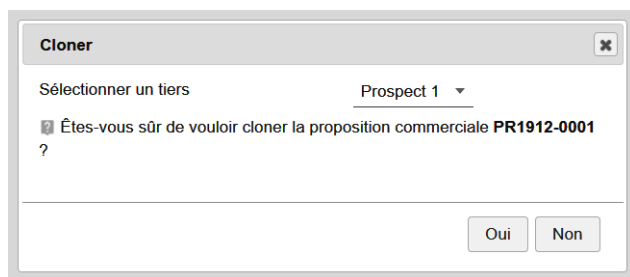 Cloner
Sélectionner un tiers Prospect 1
Êtes-vous sûr de vouloir cloner la proposition commerciale PR1912-0001
?
Oui Non